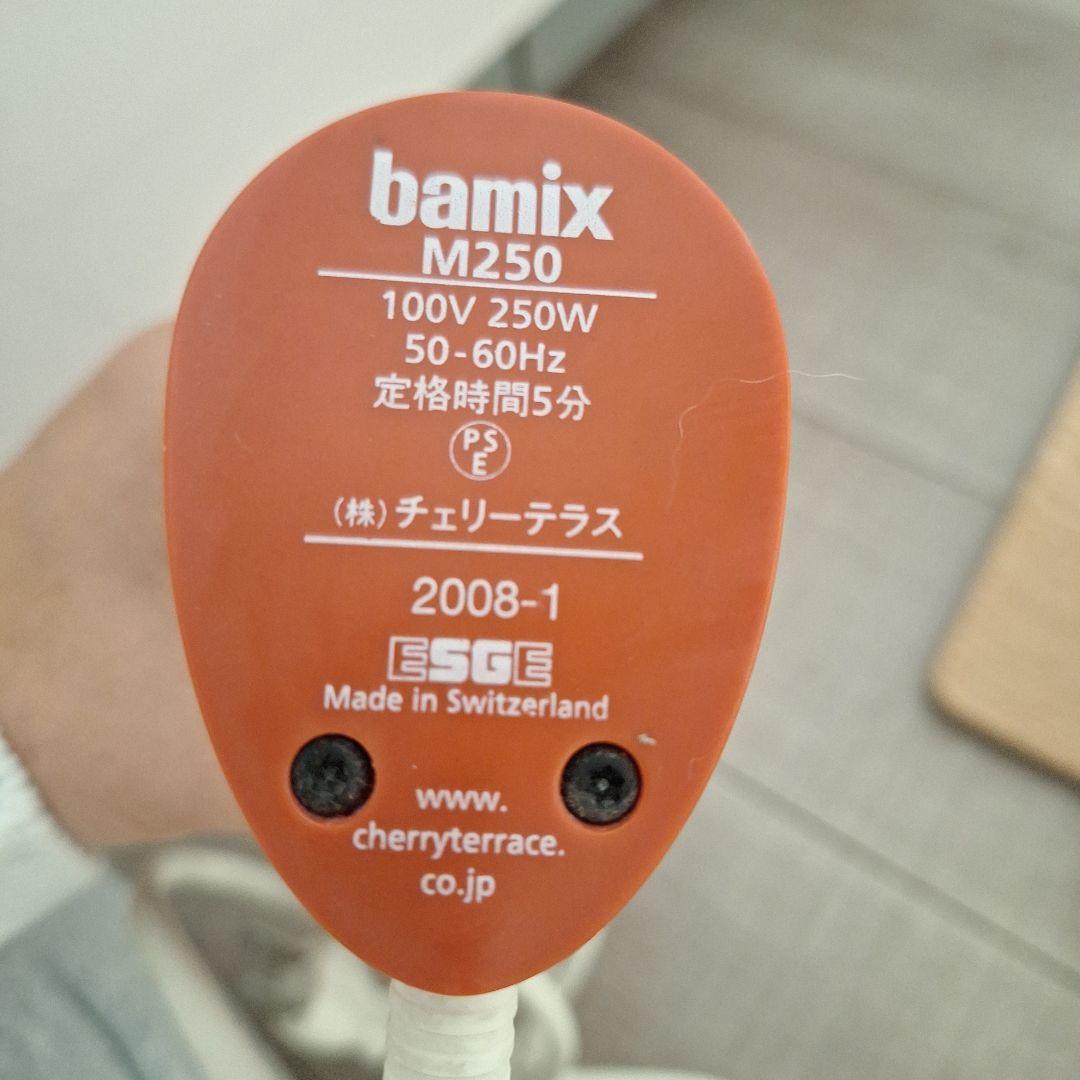 bamix
M250
100V 250W
50-60Hz
定格時間5分
PS
E
(株)チェリーテラス
2008-1
ESGE
Made in Switzerland
www.
cherryterrace.
co.jp